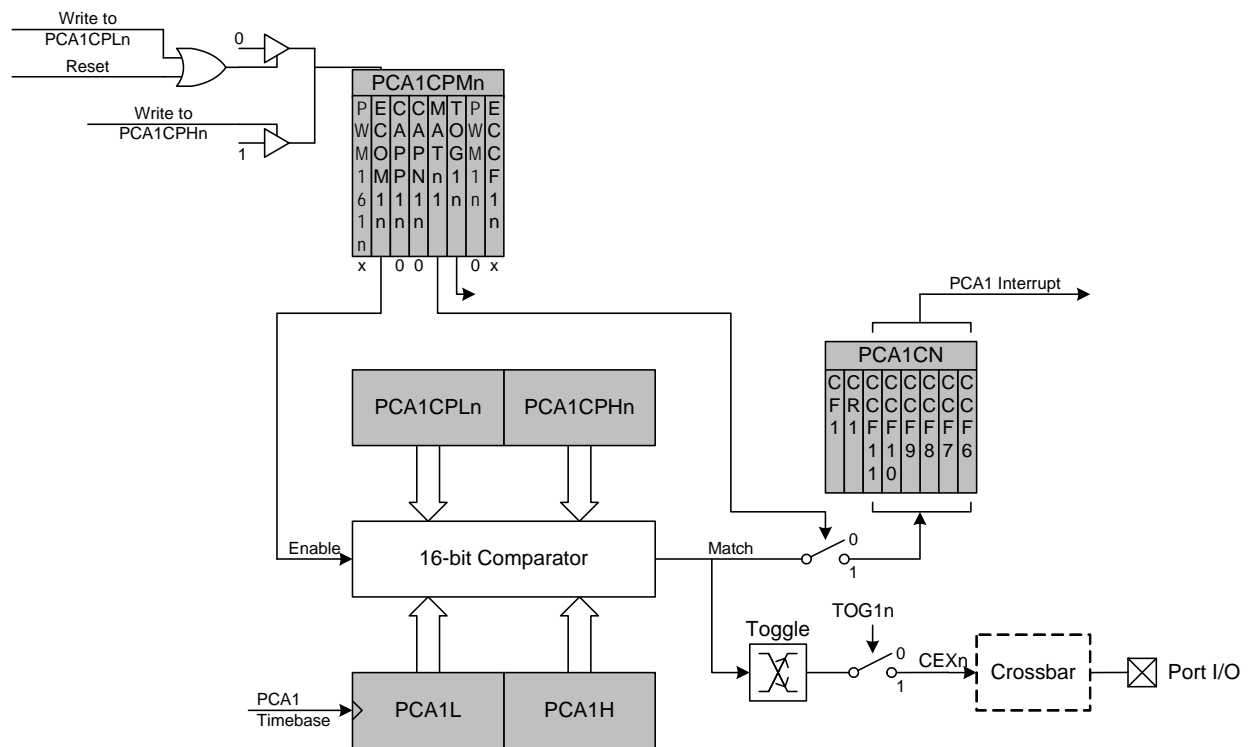 Write to
PCA1CPLn
Reset
0
Write to
PCA1CPHn
1
PCA1CPMn
PWM161n
ECOM1n
CAPP1n
CAPN1n
MATn1
TOG1n
PWM1n
ECCF1n
x 0 0 0 x
PCA1 Interrupt
PCA1CN
CF1
CR1
CCF11
CCF10
CCF9
CCF8
CCF7
CCF6
PCA1CPLn PCA1CPHn
Enable
16-bit Comparator
Match
0
1
Toggle
TOG1n
0
1
CEXn
Crossbar
Port I/O
PCA1
Timebase
PCA1L PCA1H